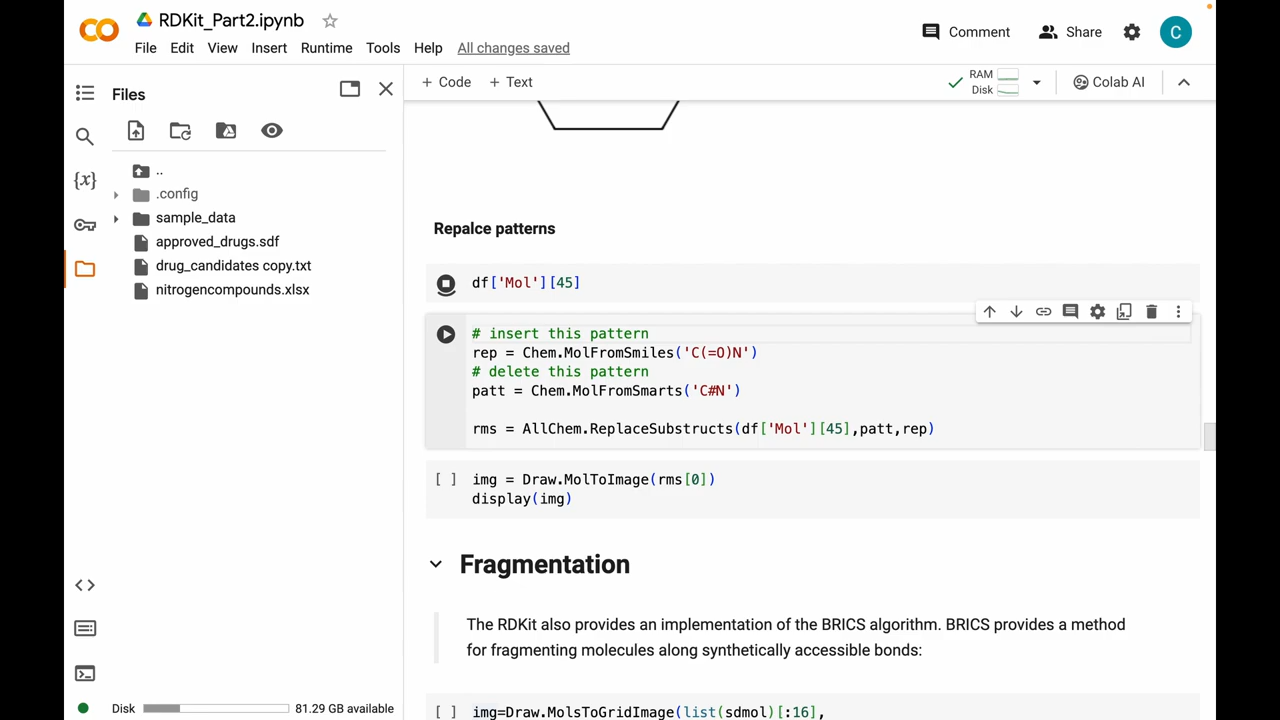 RDKit_Part2.ipynb
File Edit View Insert Runtime Tools Help All changes saved
Comment Share C
Files
+ Code + Text
RAM
Disk
Colab AI
..
.config
sample_data
approved_drugs.sdf
drug_candidates copy.txt
nitrogencompounds.xlsx
{x}
Repalce patterns
df['Mol'][45]
# insert this pattern
rep = Chem.MolFromSmiles('C(=O)N')
# delete this pattern
patt = Chem.MolFromSmarts('C#N')
rms = AllChem.ReplaceSubstructs(df['Mol'][45],patt,rep)
[ ] img = Draw.MolToImage(rms[0])
display(img)
Fragmentation
The RDKit also provides an implementation of the BRICS algorithm. BRICS provides a method
for fragmenting molecules along synthetically accessible bonds:
[ ] img=Draw.MolsToGridImage(list(sdmol)[:16],
Disk 81.29 GB available